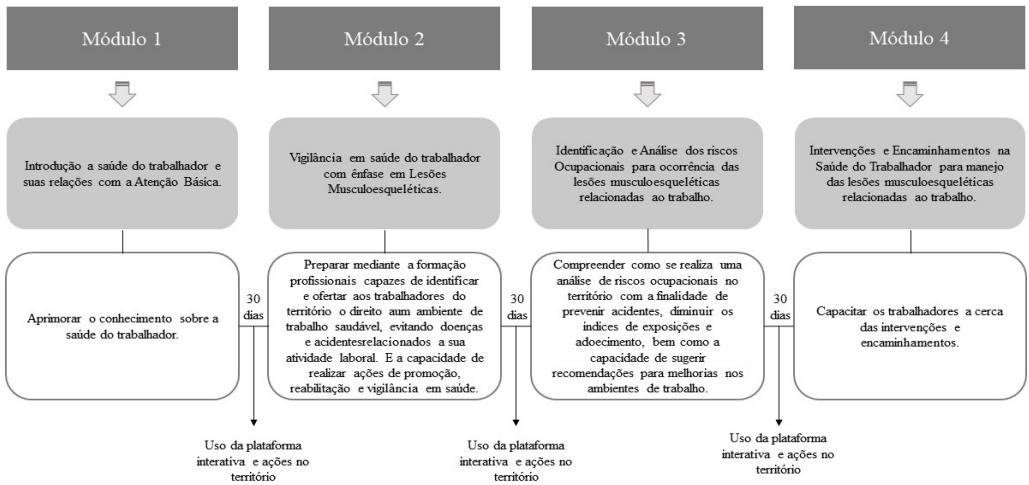 Módulo 1
Módulo 2
Módulo 3
Módulo 4
Introdução a saúde do trabalhador e
suas relações com a Atenção Básica.
Vigilância em saúde do trabalhador
com ênfase em Lesões
Musculoesqueléticas.
Identificação e Análise dos riscos
Ocupacionais para ocorrência das
lesões musculoesqueléticas
relacionadas ao trabalho.
Intervenções e Encaminhamentos na
Saúde do Trabalhador para manejo
das lesões musculoesqueléticas
relacionadas ao trabalho.
Aprimorar o conhecimento sobre a
saúde do trabalhador.
30
dias
Preparar mediante a formação
profissionais capazes de identificar
e ofertar aos trabalhadores do
território o direito aum ambiente de
trabalho saudável, evitando doenças
e acidentesrelacionados a sua
atividade laboral. E a capacidade de
realizar ações de promoção,
reabilitação e vigilância em saúde.
30
dias
Compreender como se realiza uma
análise de riscos ocupacionais no
território com a finalidade de
prevenir acidentes, diminuir os
índices de exposições e
adoecimento, bem como a
capacidade de sugerir
recomendações para melhorias nos
ambientes de trabalho.
30
dias
Capacitar os trabalhadores a cerca
das intervenções e
encaminhamentos.
Uso da plataforma
interativa e ações no
território
Uso da plataforma
interativa e ações no
território
Uso da plataforma
interativa e ações no
território